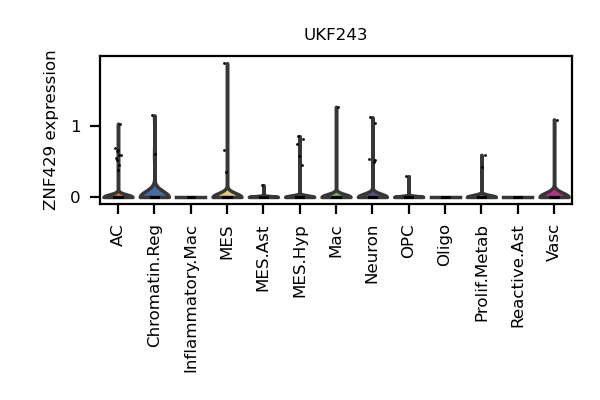 UKF243
ZNF429 expression
1
0
AC
Chromatin.Reg
Inflammatory.Mac
MES
MES.Ast
MES.Hyp
Mac
Neuron
OPC
Oligo
Prolif.Metab
Reactive.Ast
Vasc